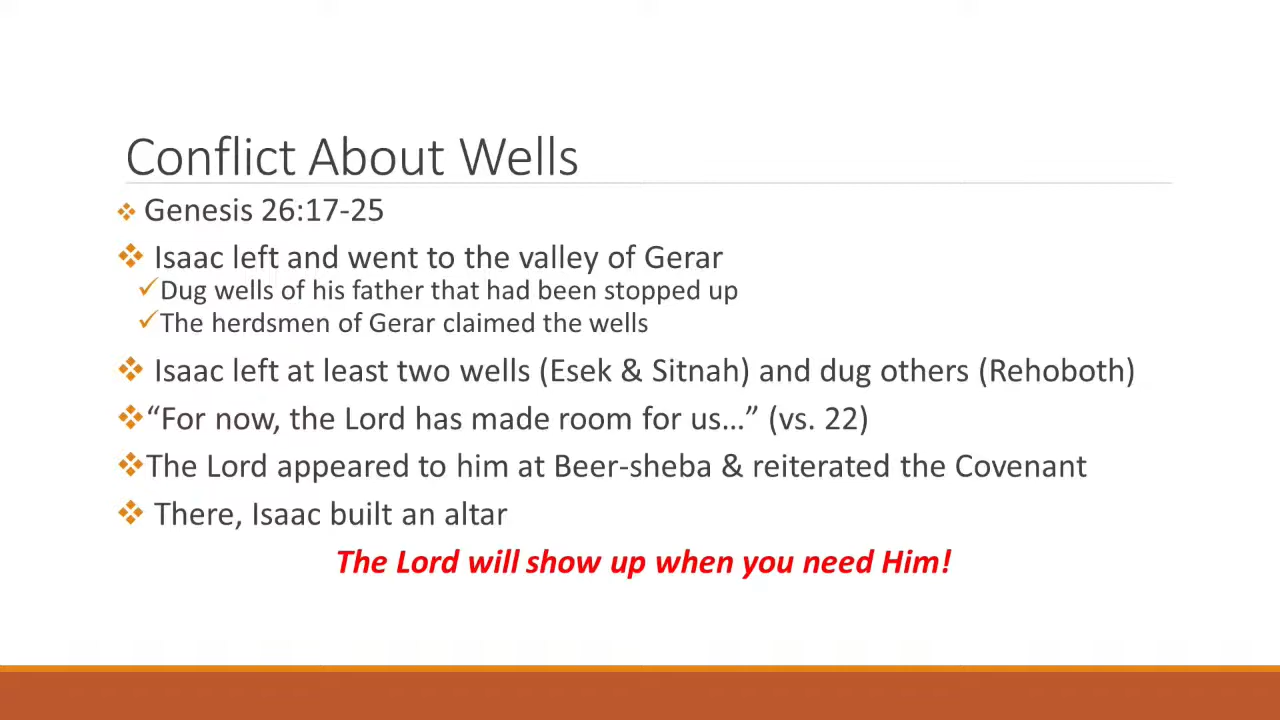 Conflict About Wells
❖ Genesis 26:17-25
❖ Isaac left and went to the valley of Gerar
✓Dug wells of his father that had been stopped up
✓The herdsmen of Gerar claimed the wells
❖ Isaac left at least two wells (Esek & Sitnah) and dug others (Rehoboth)
❖“For now, the Lord has made room for us…” (vs. 22)
❖The Lord appeared to him at Beer-sheba & reiterated the Covenant
❖ There, Isaac built an altar
The Lord will show up when you need Him!